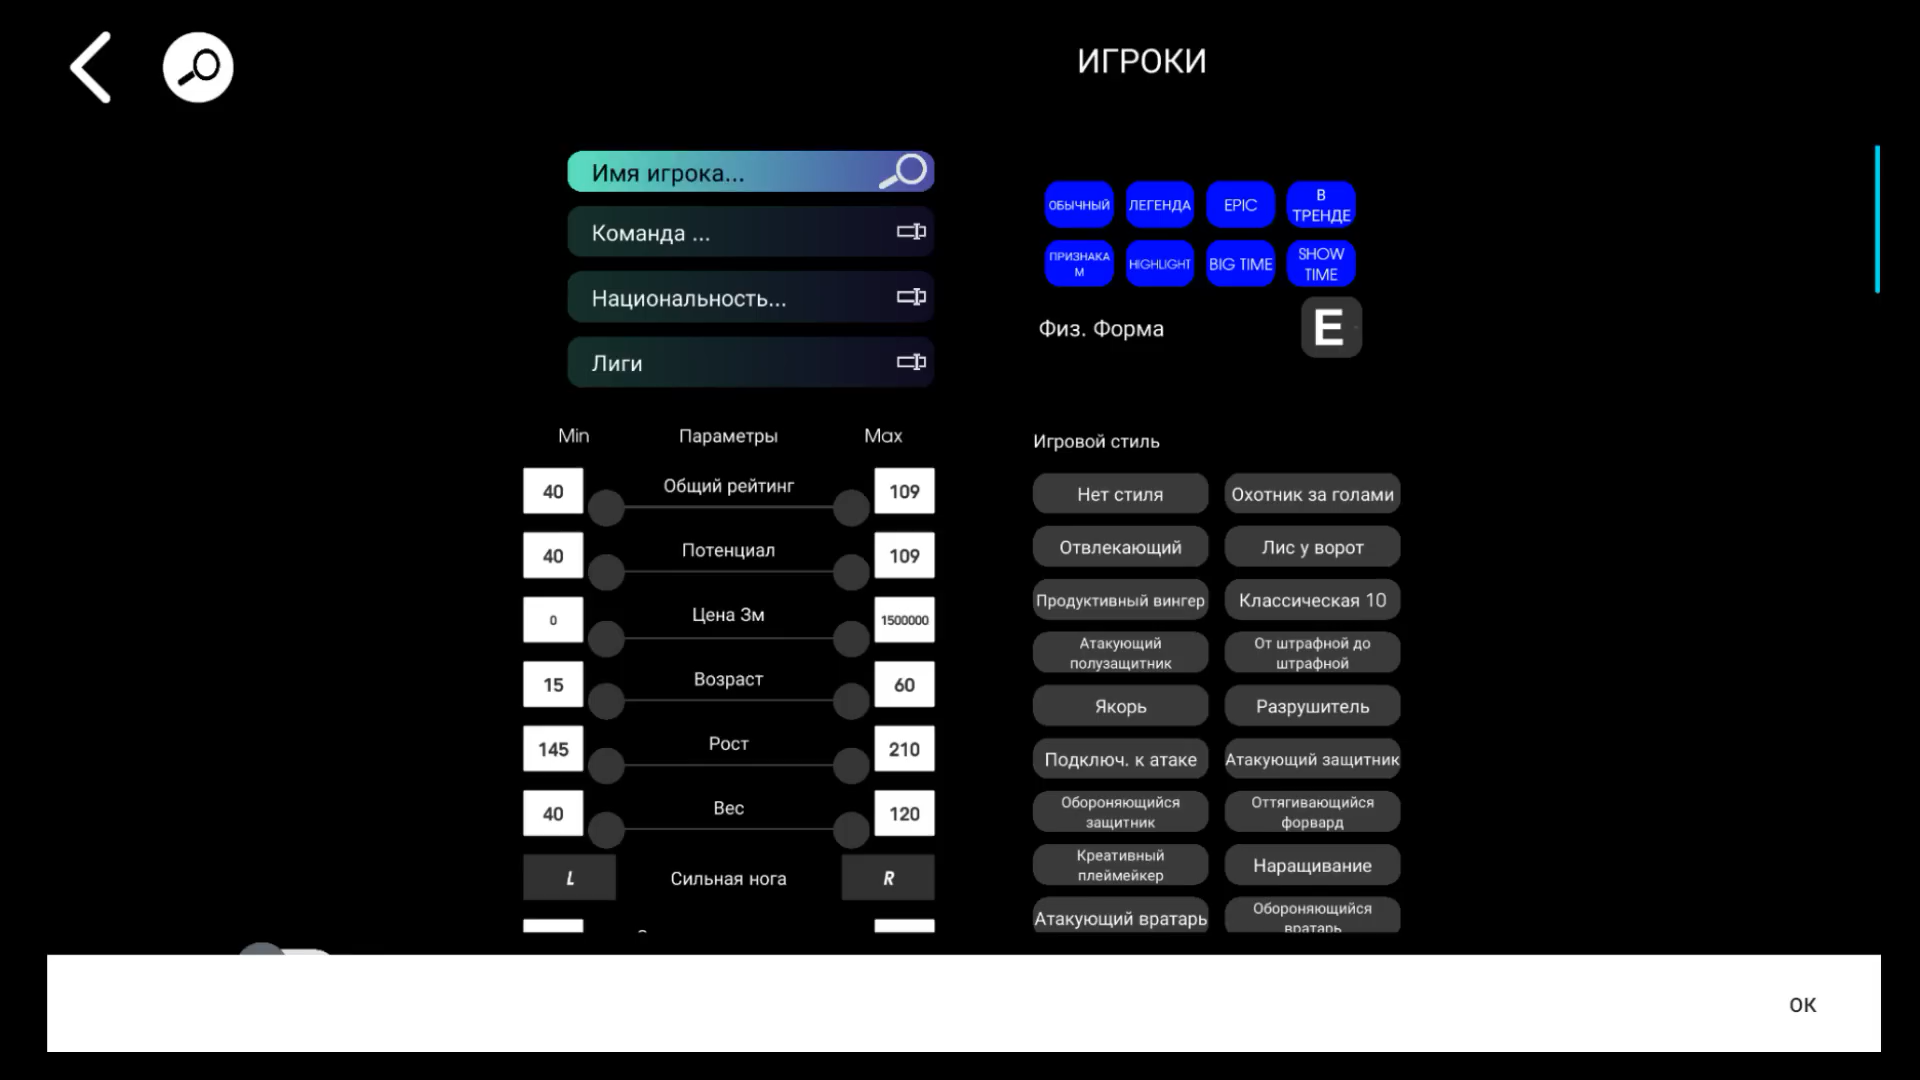 ИГРОКИ
Имя игрока...
Команда ...
Национальность...
Лиги
ОБЫЧНЫЙ
ЛЕГЕНДА
EPIC
В
ТРЕНДЕ
ПРИЗНАКА
М
HIGHLIGHT
BIG TIME
SHOW
TIME
Физ. Форма
E
Min Параметры Max
40 Общий рейтинг 109
40 Потенциал 109
0 Цена Зм 1500000
15 Возраст 60
145 Рост 210
40 Вес 120
L Сильная нога R
Игровой стиль
Нет стиля
Охотник за голами
Отвлекающий
Лис у ворот
Продуктивный вингер
Классическая 10
Атакующий
полузащитник
От штрафной до
штрафной
Якорь
Разрушитель
Подключ. к атаке
Атакующий защитник
Обороняющийся
защитник
Оттягивающийся
форвард
Креативный
плеймейкер
Наращивание
Атакующий вратарь
Обороняющийся
вратарь
ОК